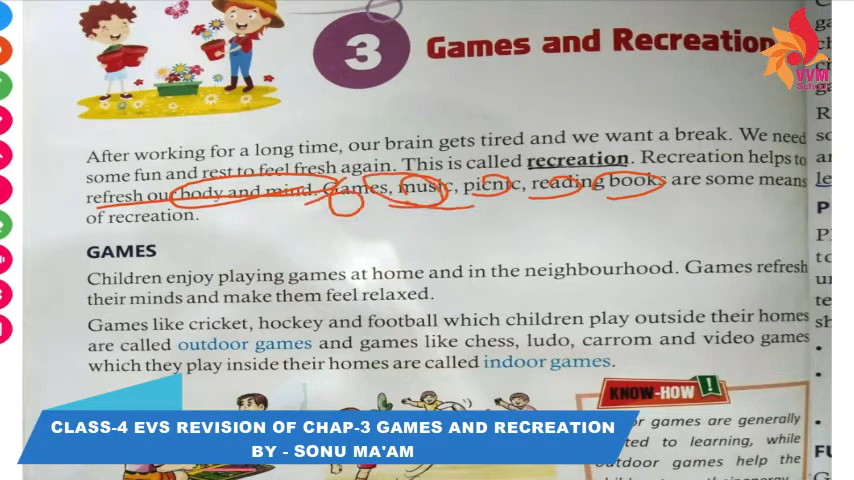 3
Games and Recreation
VVM
School
After working for a long time, our brain gets tired and we want a break. We need
some fun and rest to feel fresh again. This is called recreation. Recreation helps to
refresh our body and mind. Games, music, picnic, reading books are some means
of recreation.
GAMES
Children enjoy playing games at home and in the neighbourhood. Games refresh
their minds and make them feel relaxed.
Games like cricket, hockey and football which children play outside their homes
are called outdoor games and games like chess, ludo, carrom and video games
which they play inside their homes are called indoor games.
KNOW-HOW!
games are generally
to learning, while
games help the
CLASS-4 EVS REVISION OF CHAP-3 GAMES AND RECREATION
BY - SONU MA'AM